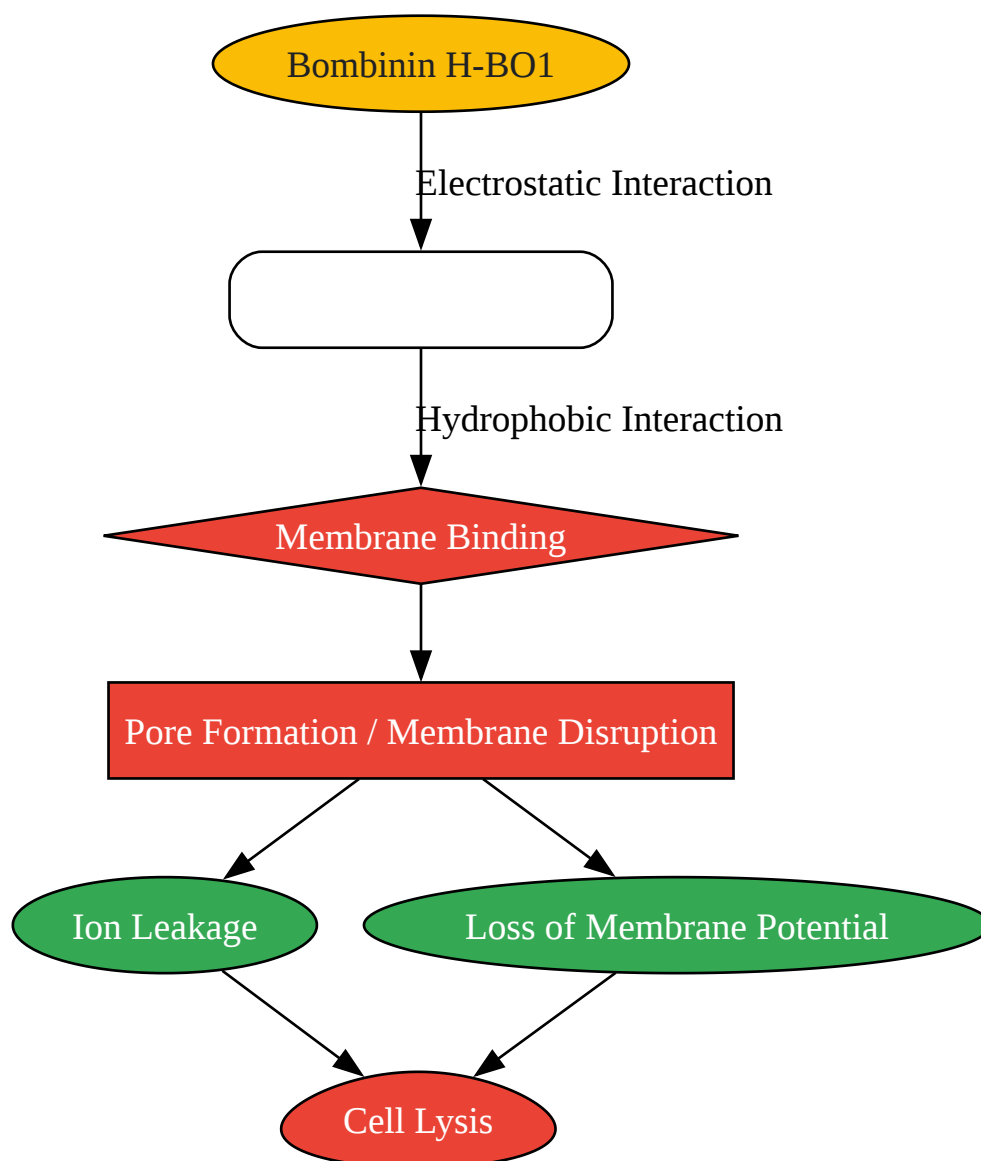 Bombinin H-BO1
Electrostatic Interaction
Hydrophobic Interaction
Membrane Binding
Pore Formation / Membrane Disruption
Ion Leakage
Loss of Membrane Potential
Cell Lysis